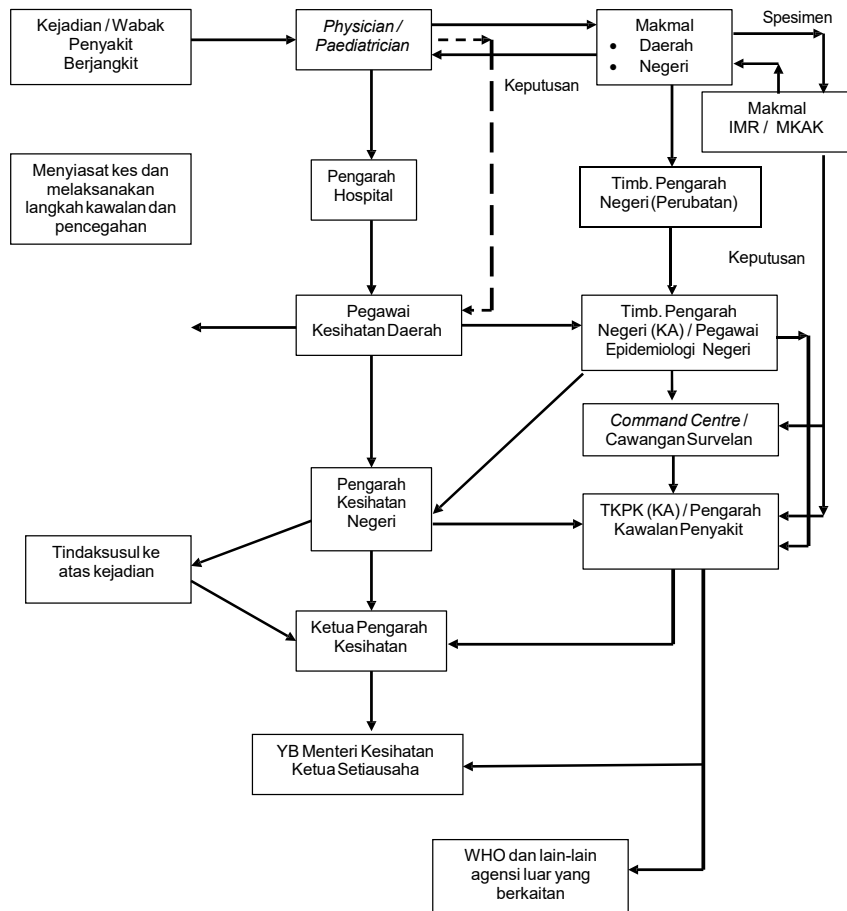 Kejadian / Wabak
Penyakit
Berjangkit
Physician /
Paediatrician
Makmal
• Daerah
• Negeri
Spesimen
Keputusan
Makmal
IMR / MKAK
Menyiasat kes dan
melaksanakan
langkah kawalan dan
pencegahan
Pengarah
Hospital
Timb. Pengarah
Negeri (Perubatan)
Keputusan
Pegawai
Kesihatan Daerah
Timb. Pengarah
Negeri (KA) / Pegawai
Epidemiologi Negeri
Command Centre /
Cawangan Survelan
Pengarah
Kesihatan
Negeri
TKPK (KA) / Pengarah
Kawalan Penyakit
Tindaksusul ke
atas kejadian
Ketua Pengarah
Kesihatan
YB Menteri Kesihatan
Ketua Setiausaha
WHO dan lain-lain
agensi luar yang
berkaitan